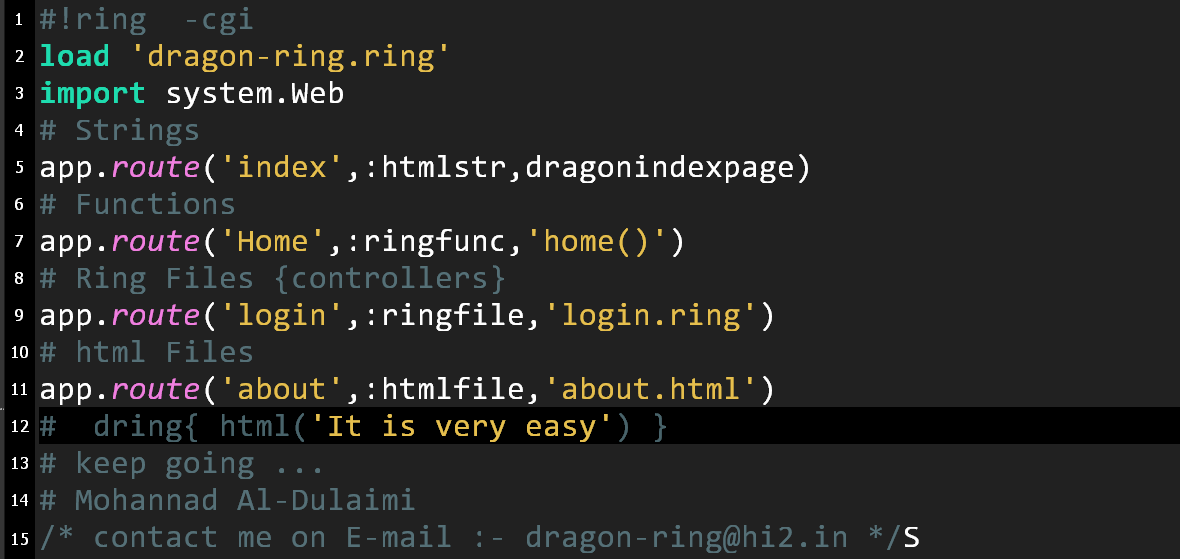 1 #!ring  -cgi
2 load 'dragon-ring.ring'
3 import system.Web
4 # Strings
5 app.route('index',:htmlstr,dragonindexpage)
6 # Functions
7 app.route('Home',:ringfunc,'home()')
8 # Ring Files {controllers}
9 app.route('login',:ringfile,'login.ring')
10 # html Files
11 app.route('about',:htmlfile,'about.html')
12 #  dring{ html('It is very easy') }
13 # keep going ...
14 # Mohannad Al-Dulaimi
15 /* contact me on E-mail :- dragon-ring@hi2.in */S